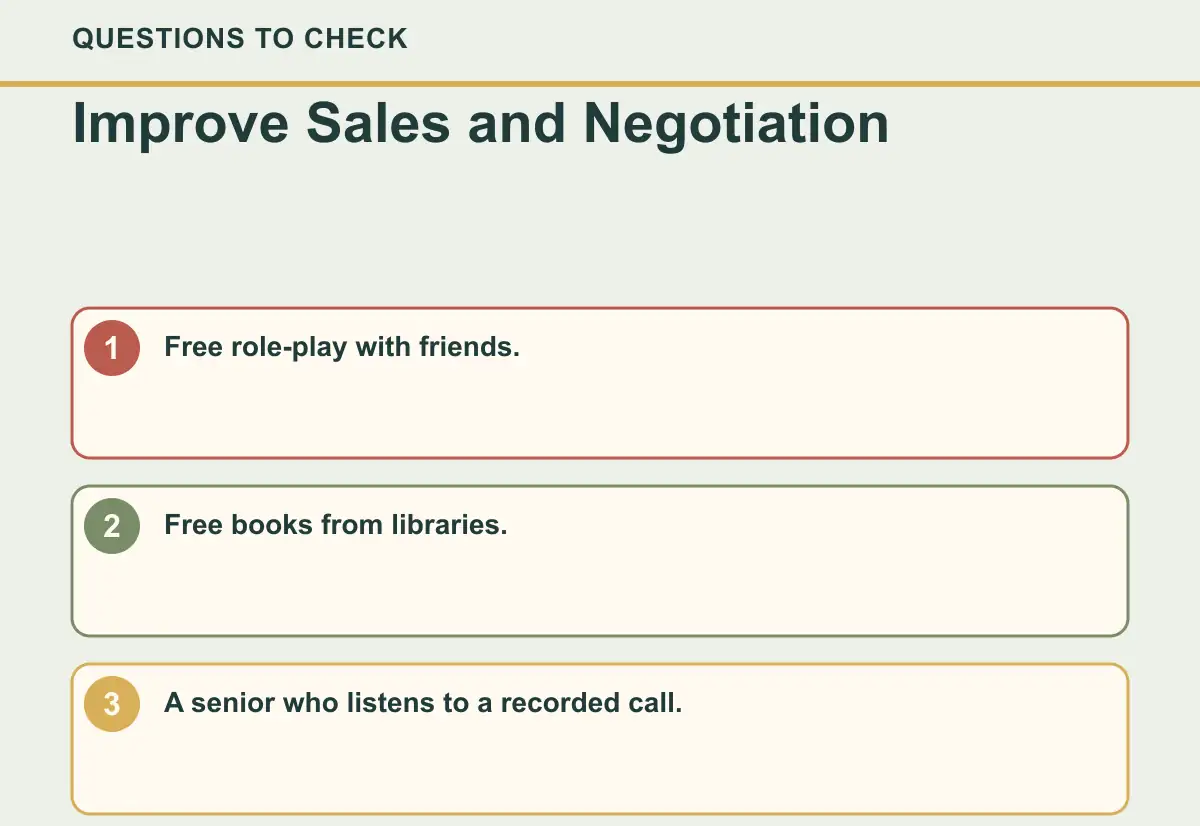 QUESTIONS TO CHECK
Improve Sales and Negotiation
1 Free role-play with friends.
2 Free books from libraries.
3 A senior who listens to a recorded call.